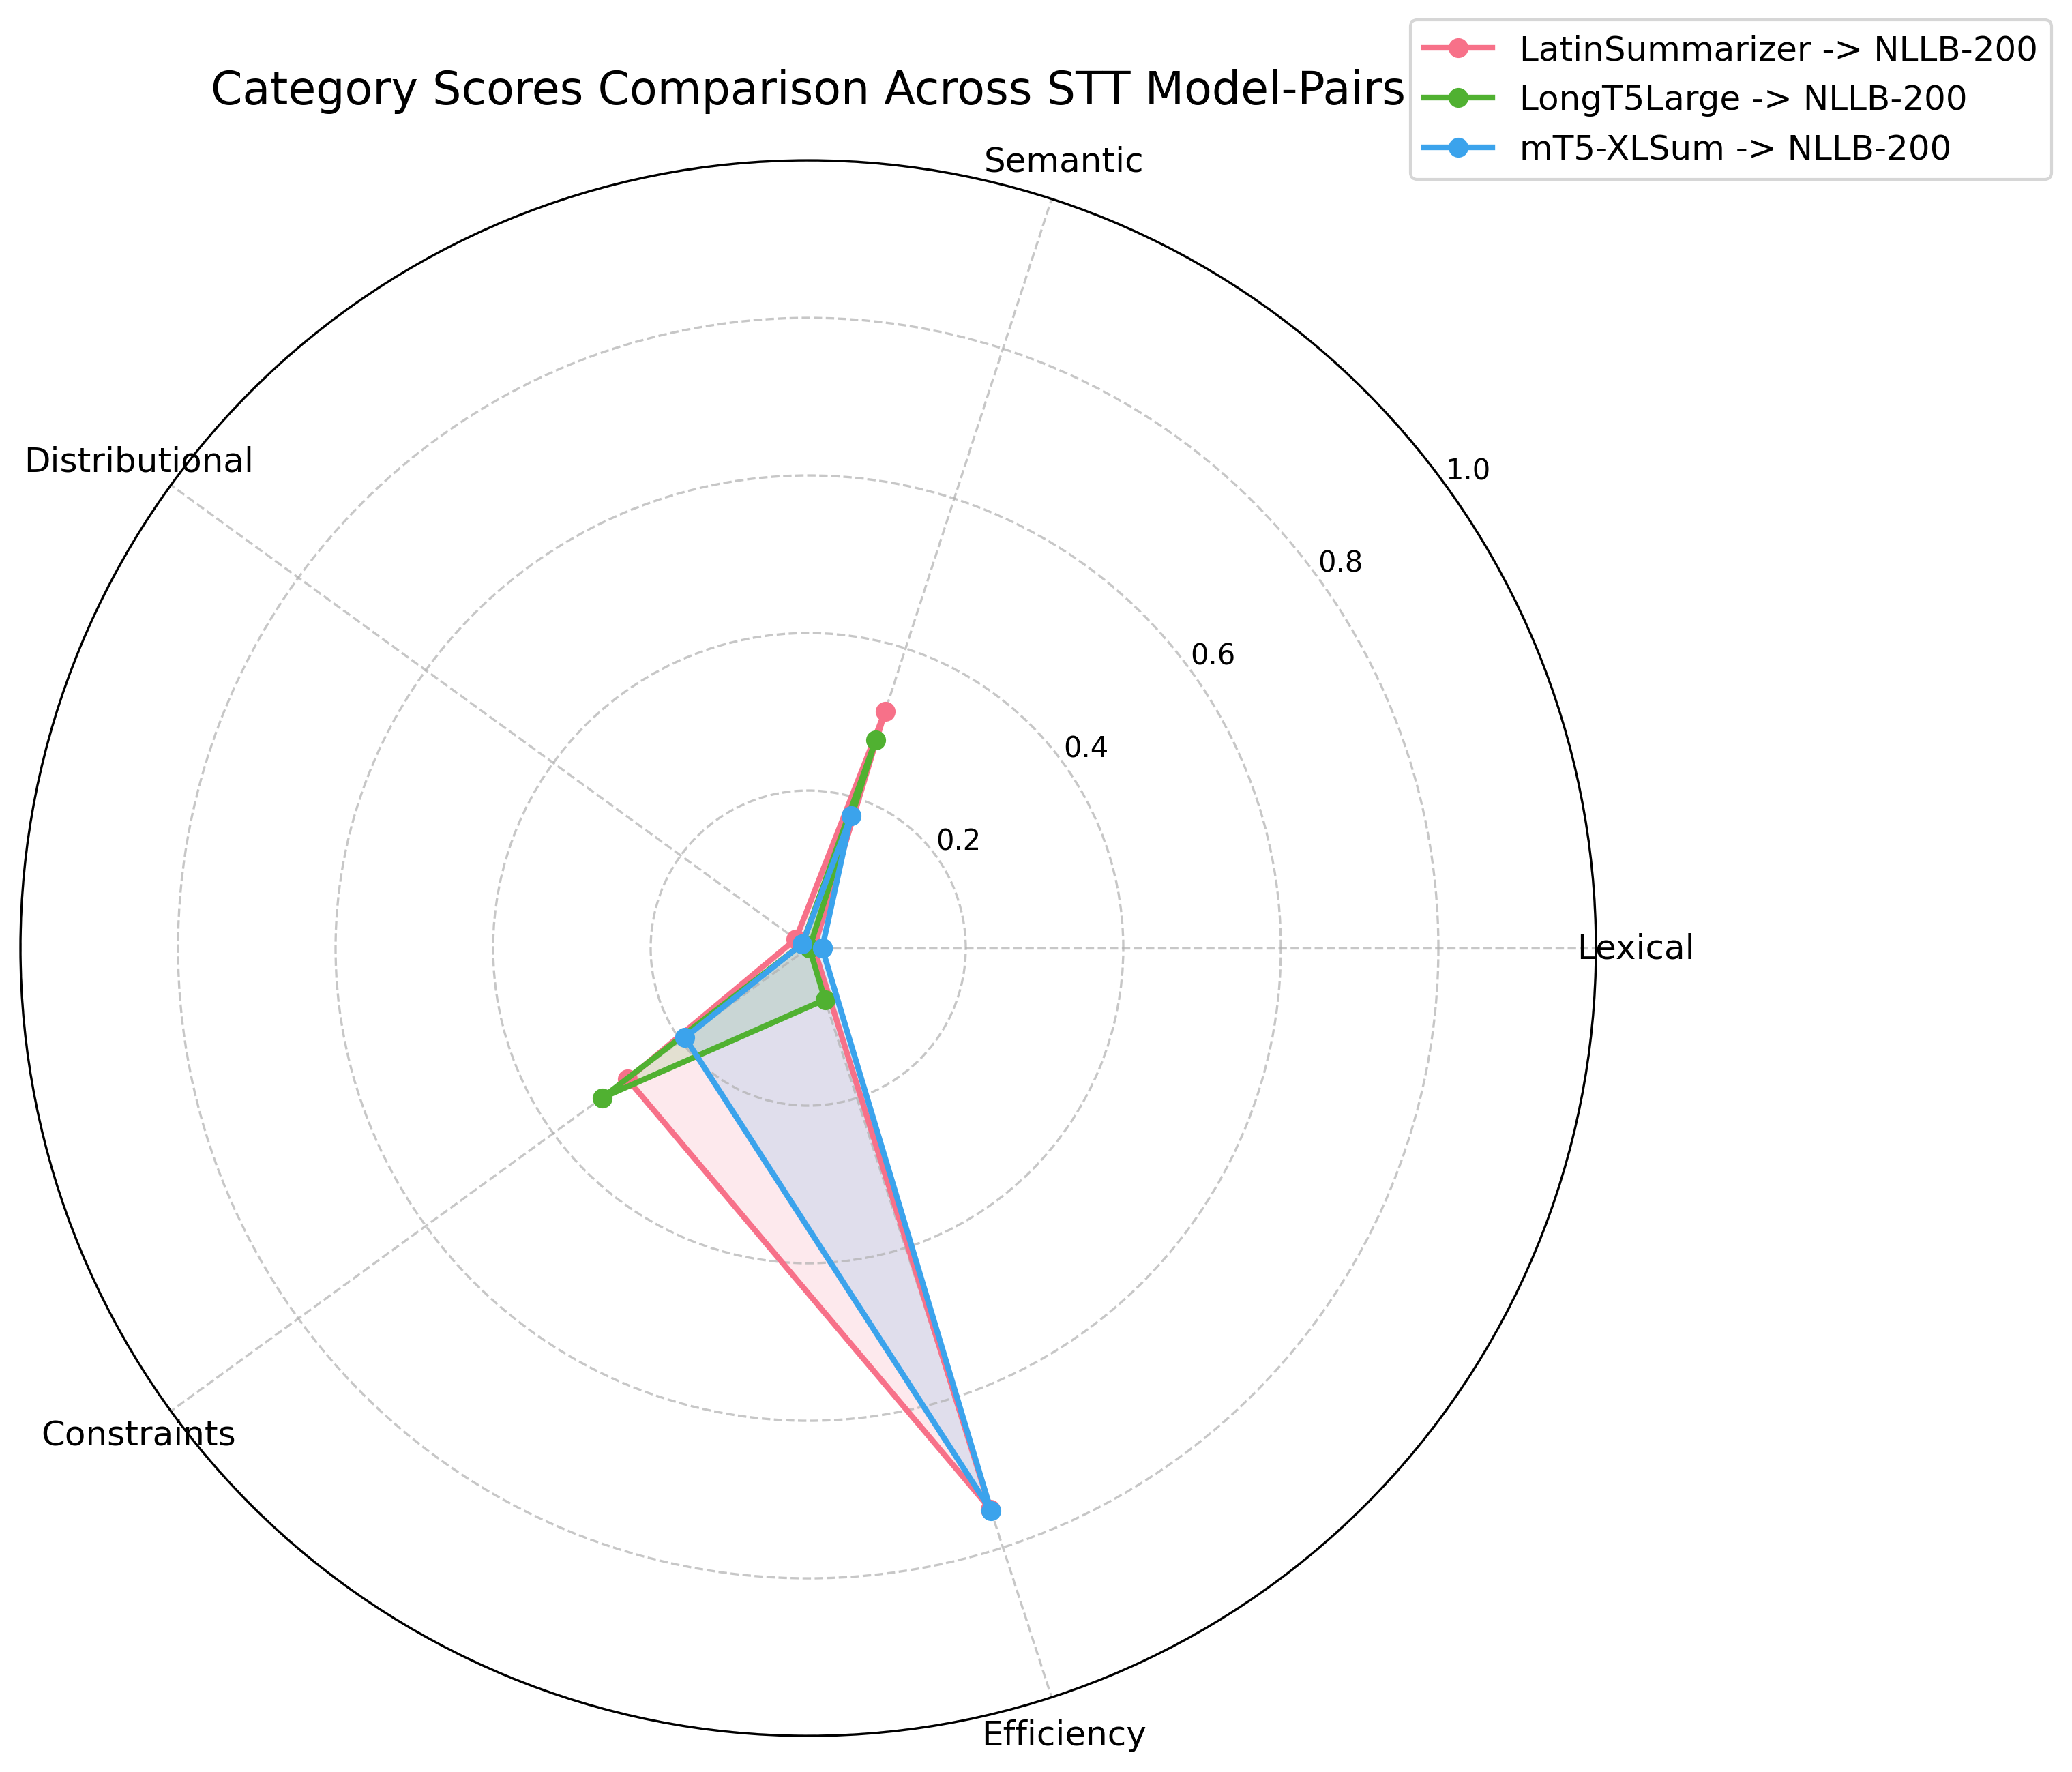 Category Scores Comparison Across STT Model-Pairs
LatinSummarizer -> NLLB-200
LongT5Large -> NLLB-200
mT5-XLSum -> NLLB-200
Semantic
Distributional
1.0
0.8
0.6
0.4
0.2
Lexical
Constraints
Efficiency